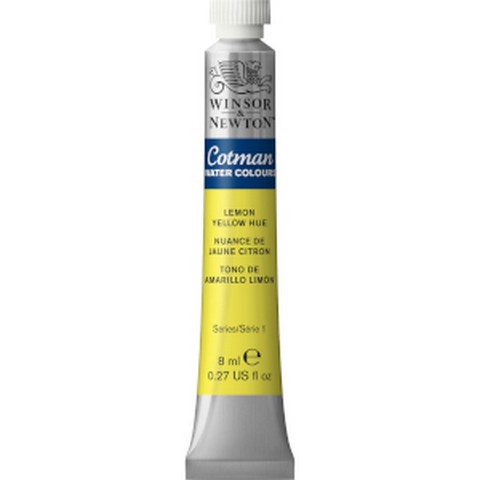 WINSOR
&
NEWTON™
Cotman
WATER COLOURS
LEMON
YELLOW HUE
NUANCE DE
JAUNE CITRON
TONO DE
AMARILLO LIMÓN
Series/Série 1
8 ml ℮
0.27 US fl oz